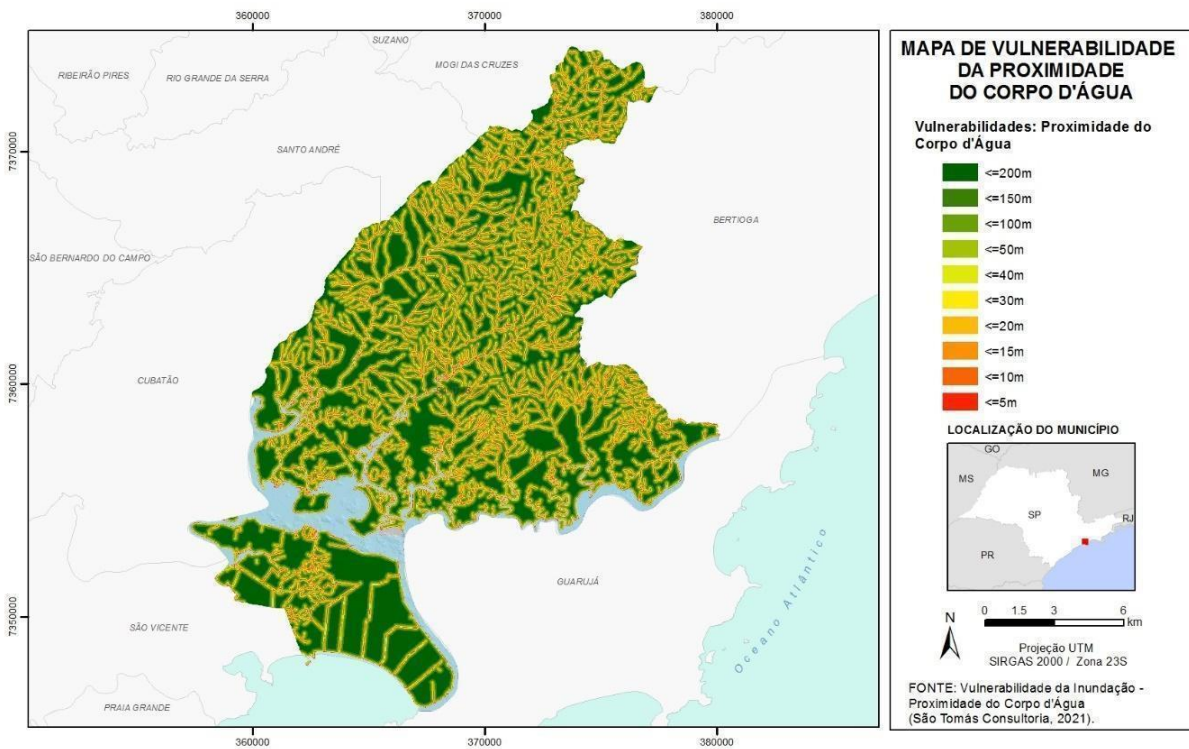 360000
370000
380000
SUZANO
MOGI DAS CRUZES
RIBEIRÃO PIRES
RIO GRANDE DA SERRA
7370000
SANTO ANDRÉ
BERTIOGA
SÃO BERNARDO DO CAMPO
CUBATÃO
7360000
GUARUJÁ
Oceano Atlântico
SÃO VICENTE
7350000
PRAIA GRANDE
360000
370000
380000
MAPA DE VULNERABILIDADE
DA PROXIMIDADE
DO CORPO D'ÁGUA
Vulnerabilidades: Proximidade do
Corpo d'Água
<=200m
<=150m
<=100m
<=50m
<=40m
<=30m
<=20m
<=15m
<=10m
<=5m
LOCALIZAÇÃO DO MUNICÍPIO
GO
MS
MG
SP
RJ
PR
N
0 1.5 3 6
km
Projeção UTM
SIRGAS 2000 / Zona 23S
FONTE: Vulnerabilidade da Inundação -
Proximidade do Corpo d'Água
(São Tomás Consultoria, 2021).